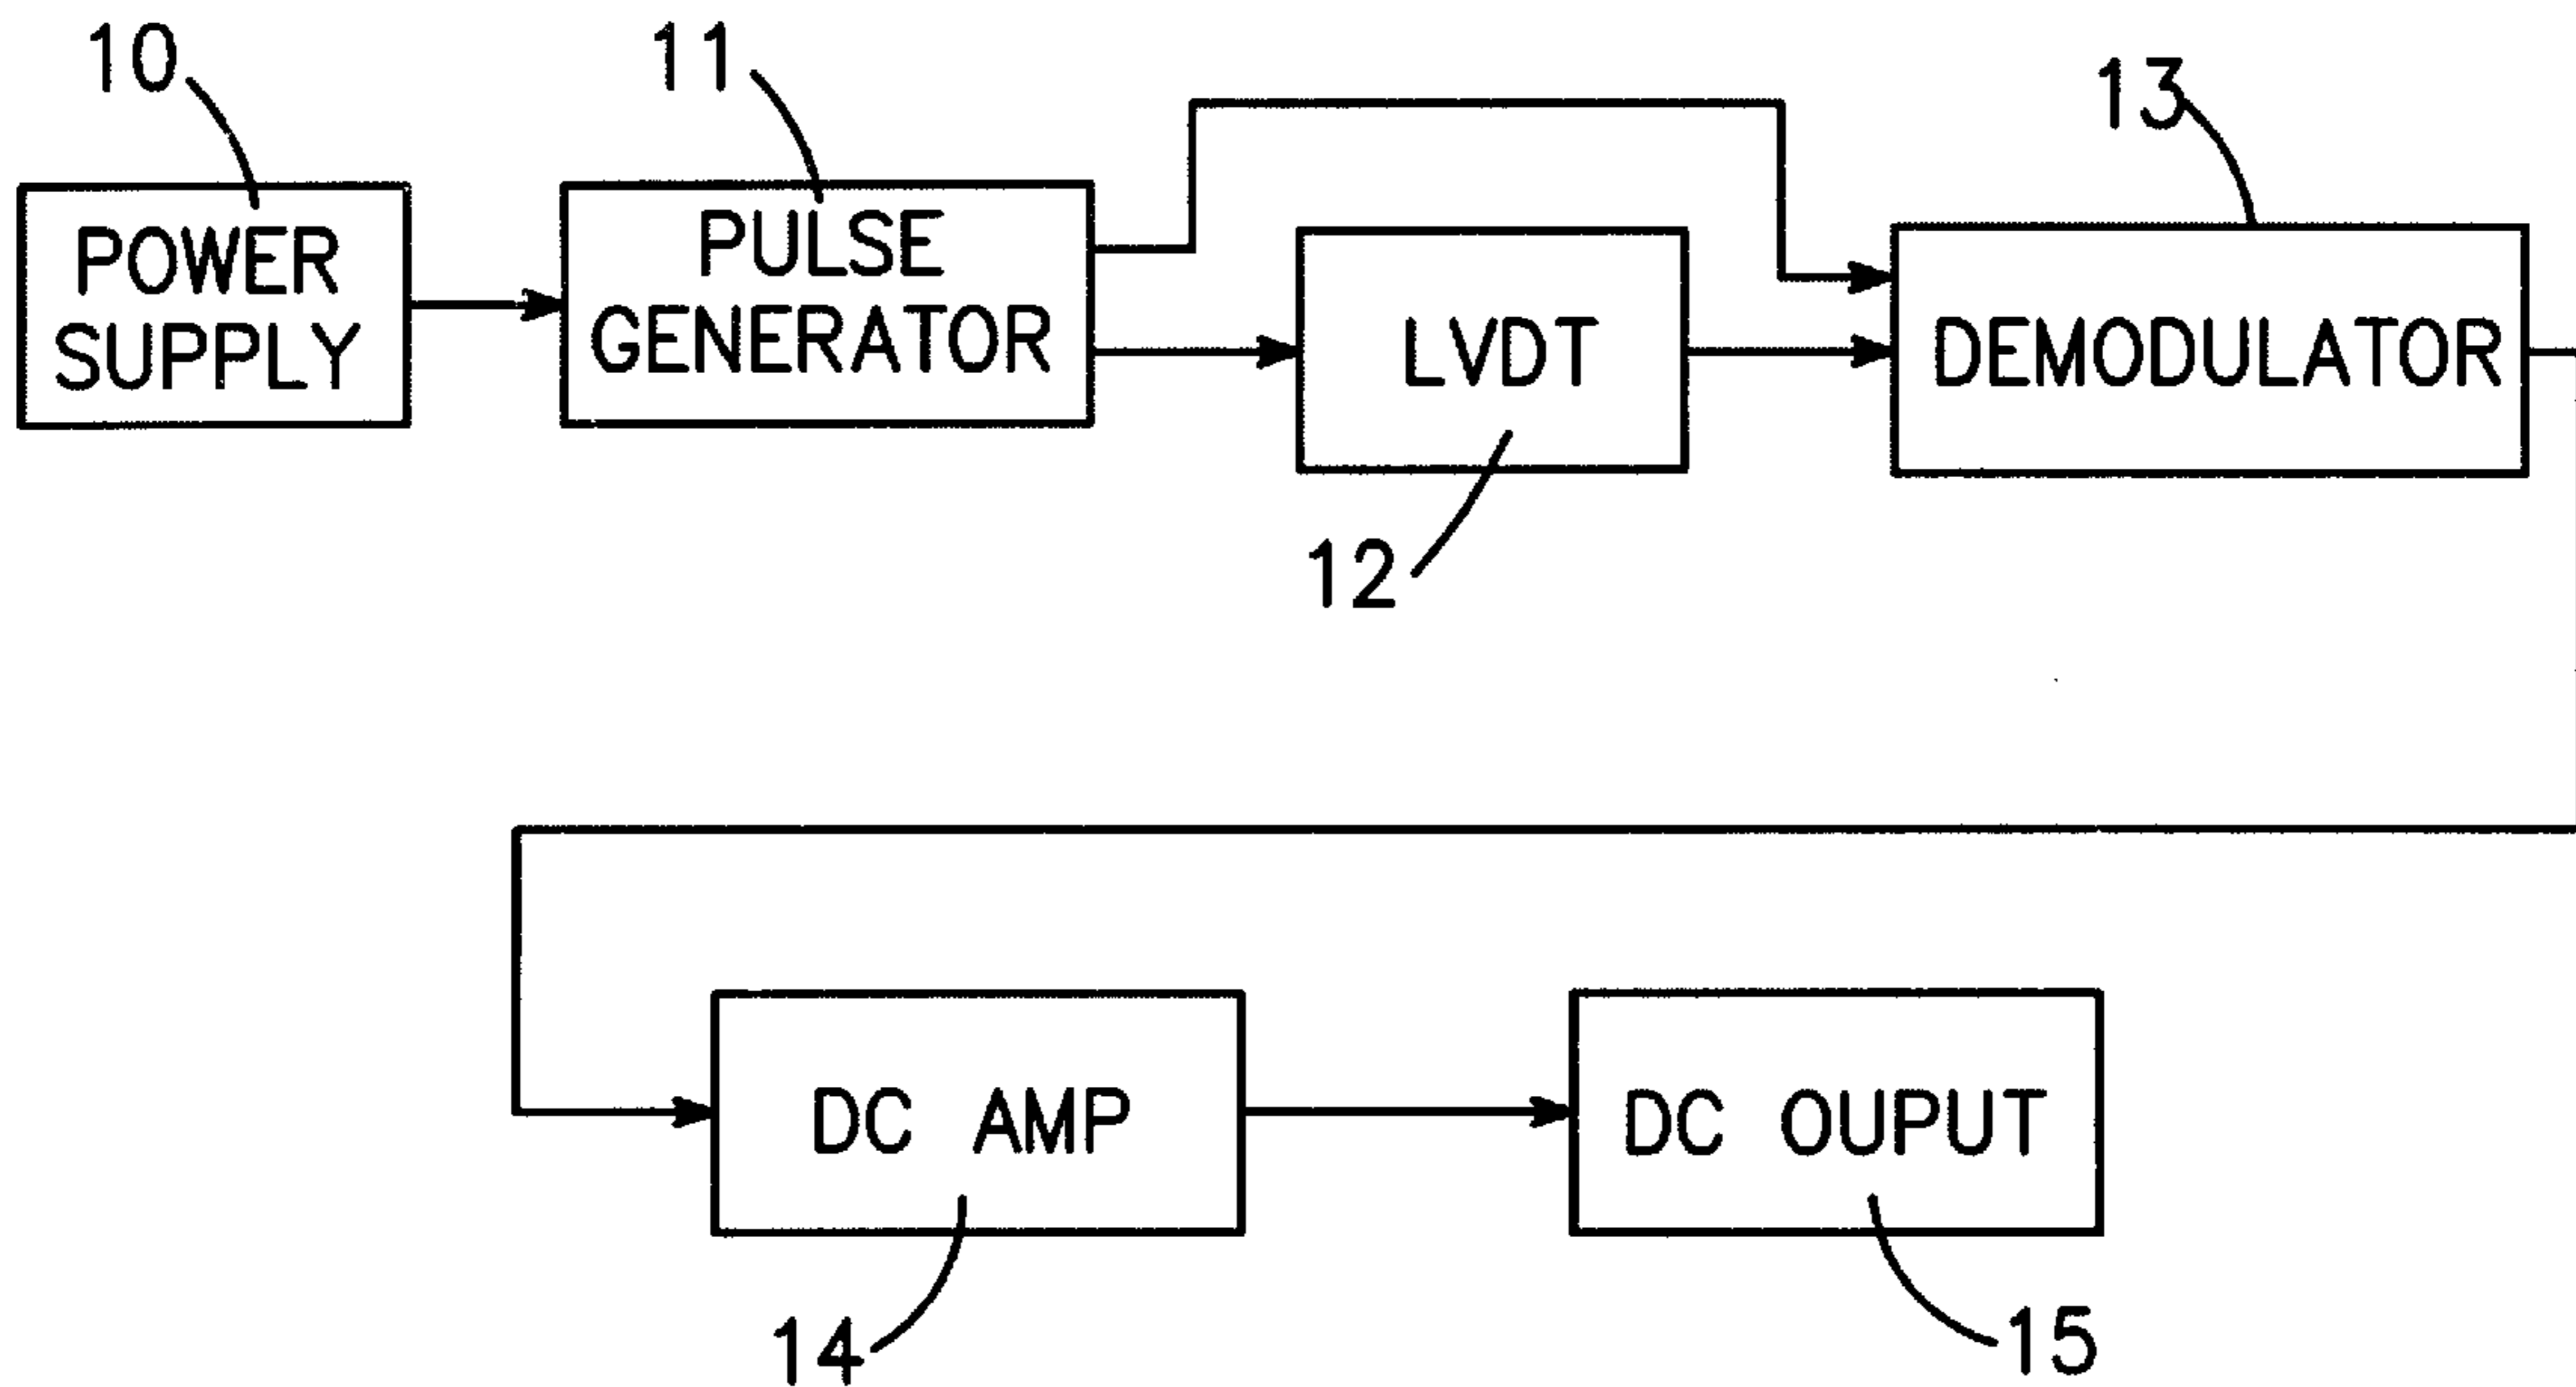 10
11
13
POWER
SUPPLY
PULSE
GENERATOR
LVDT
DEMODULATOR
12
DC AMP
DC OUPUT
14
15